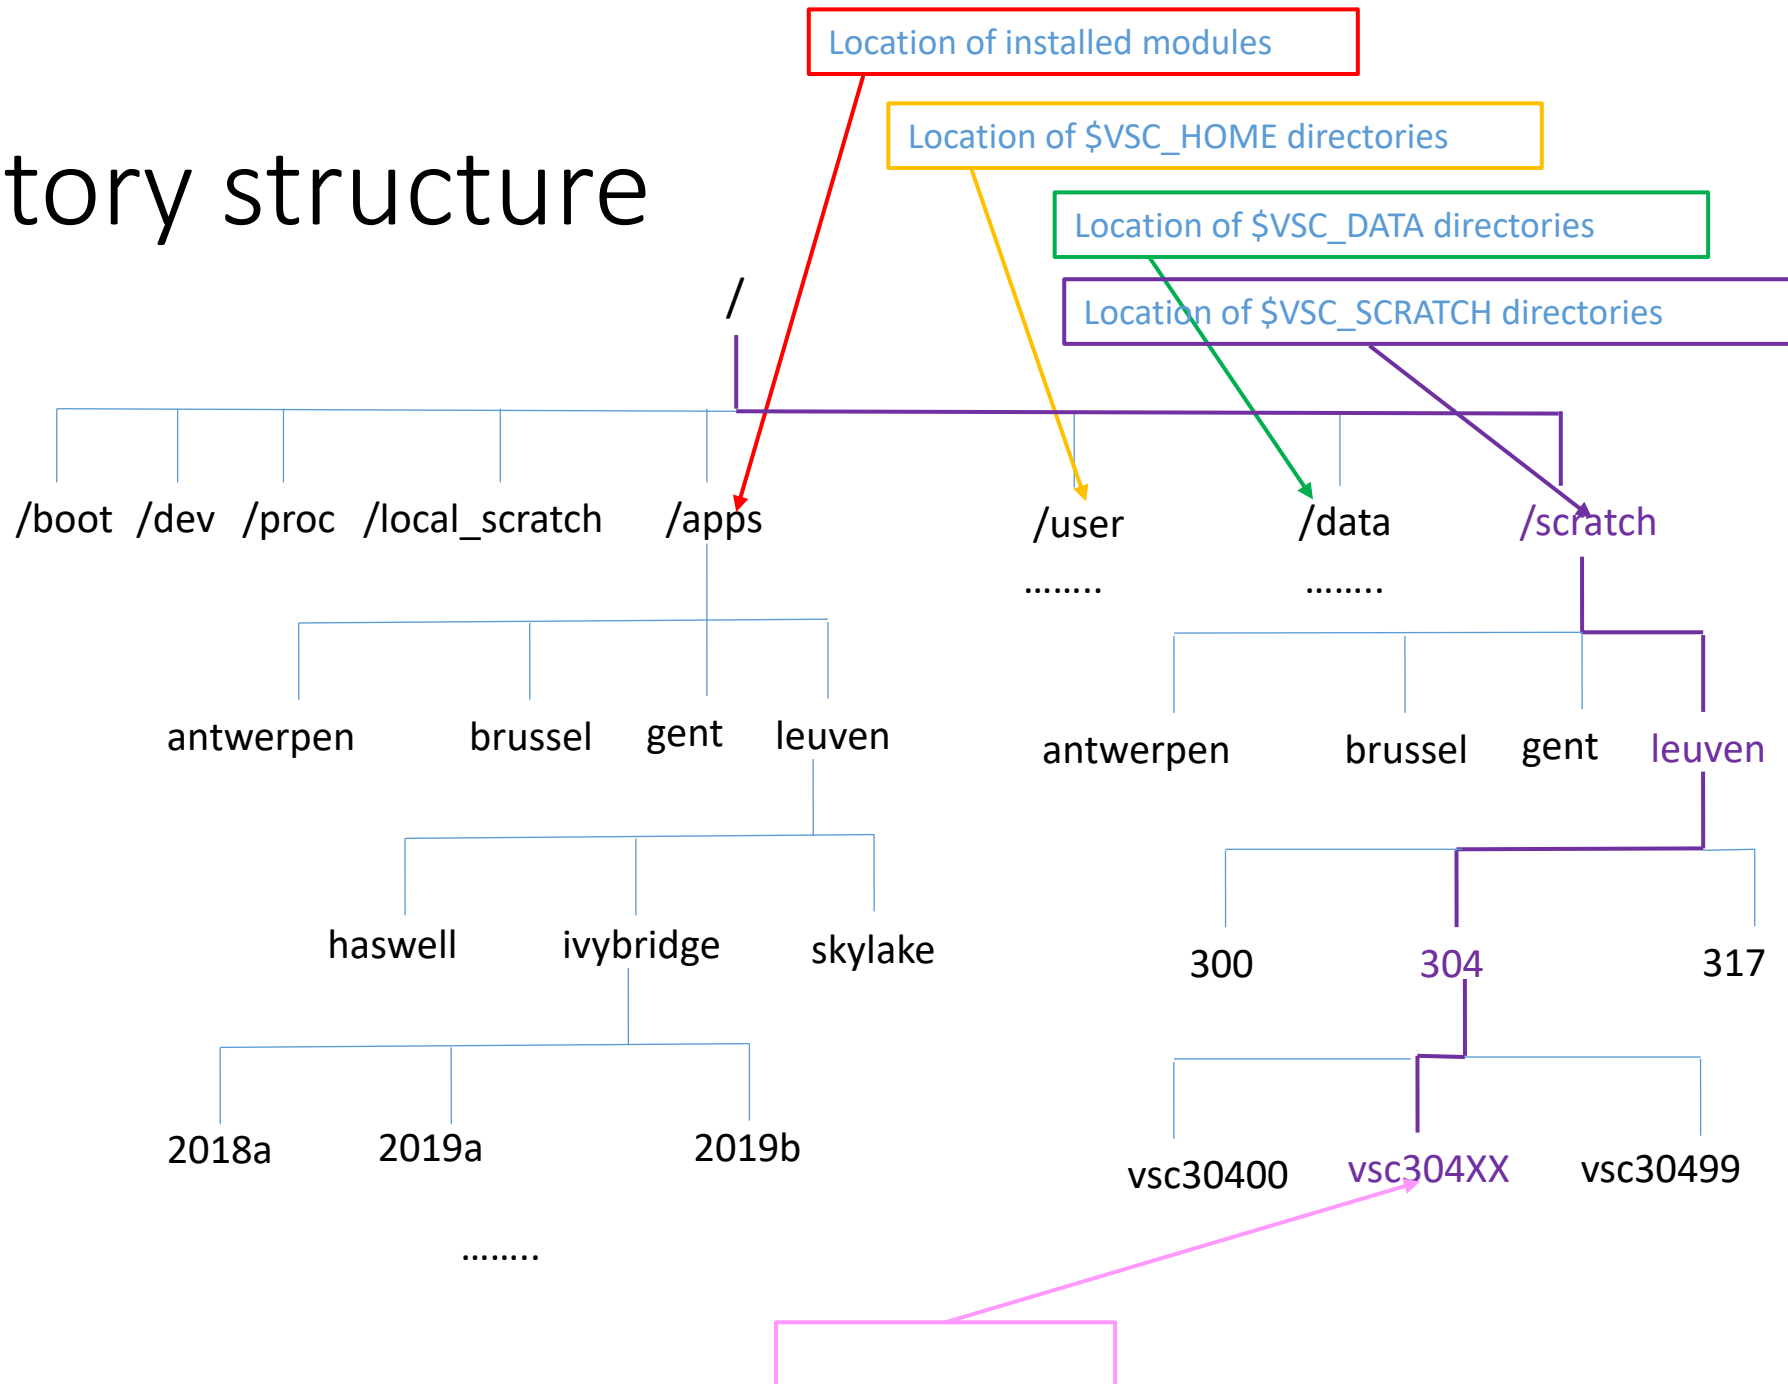 Location of installed modules
Location of $VSC_HOME directories
tory structure
Location of $VSC_DATA directories
Location of $VSC_SCRATCH directories
/
/boot /dev /proc /local_scratch /apps /user /data /scratch
........ ........
antwerpen brussel gent leuven antwerpen brussel gent leuven
haswell ivybridge skylake 300 304 317
2018a 2019a 2019b vsc30400 vsc304XX vsc30499
........